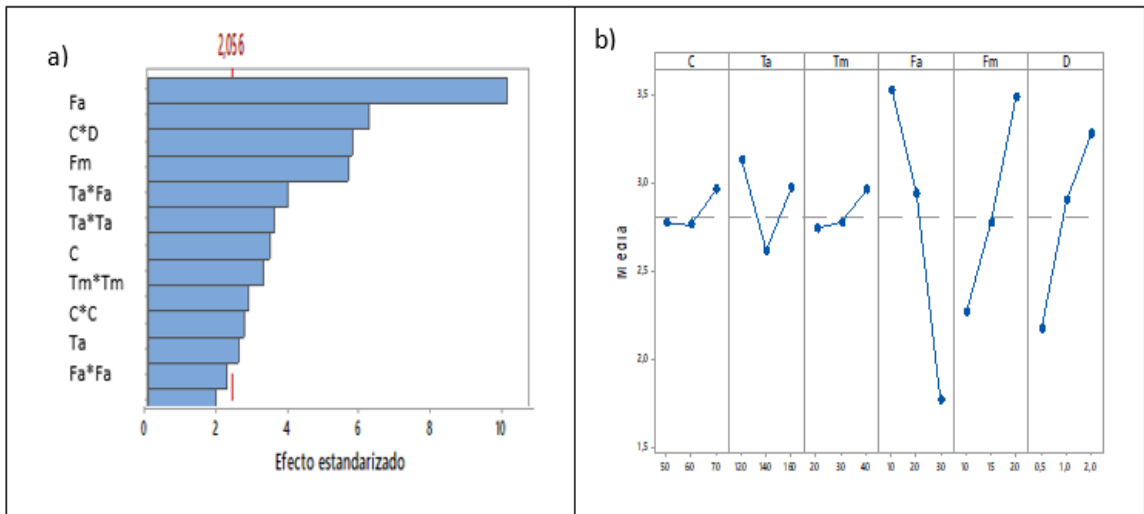 a)
2,056
Fa
C*D
Fm
Ta*Fa
Ta*Ta
C
Tm*Tm
C*C
Ta
Fa*Fa
0 2 4 6 8 10
Efecto estandarizado
b)
C Ta Tm Fa Fm D
3,5
3,0
2,5
2,0
1,5
Media
50 60 70 120 140 160 20 30 40 10 20 30 10 15 20 0,5 1,0 2,0